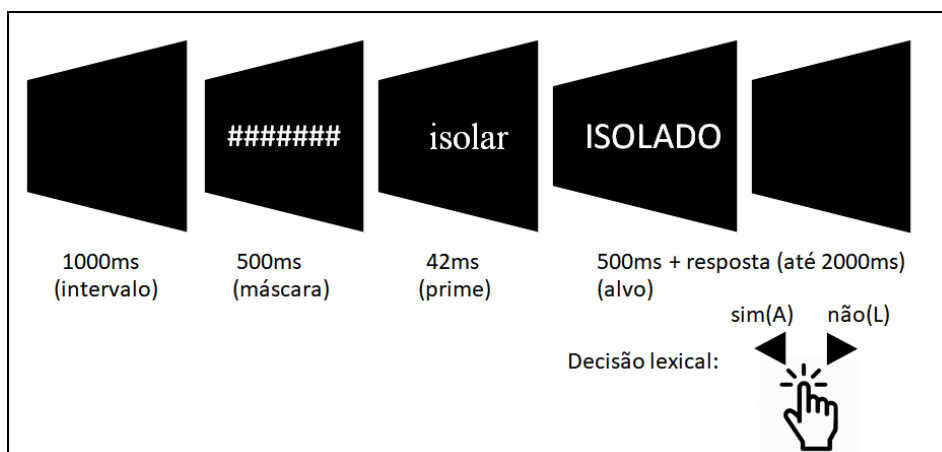 #######
isolar
ISOLADO
1000ms
(intervalo)
500ms
(máscara)
42ms
(prime)
500ms + resposta (até 2000ms)
(alvo)
sim(A) não(L)
Decisão lexical: